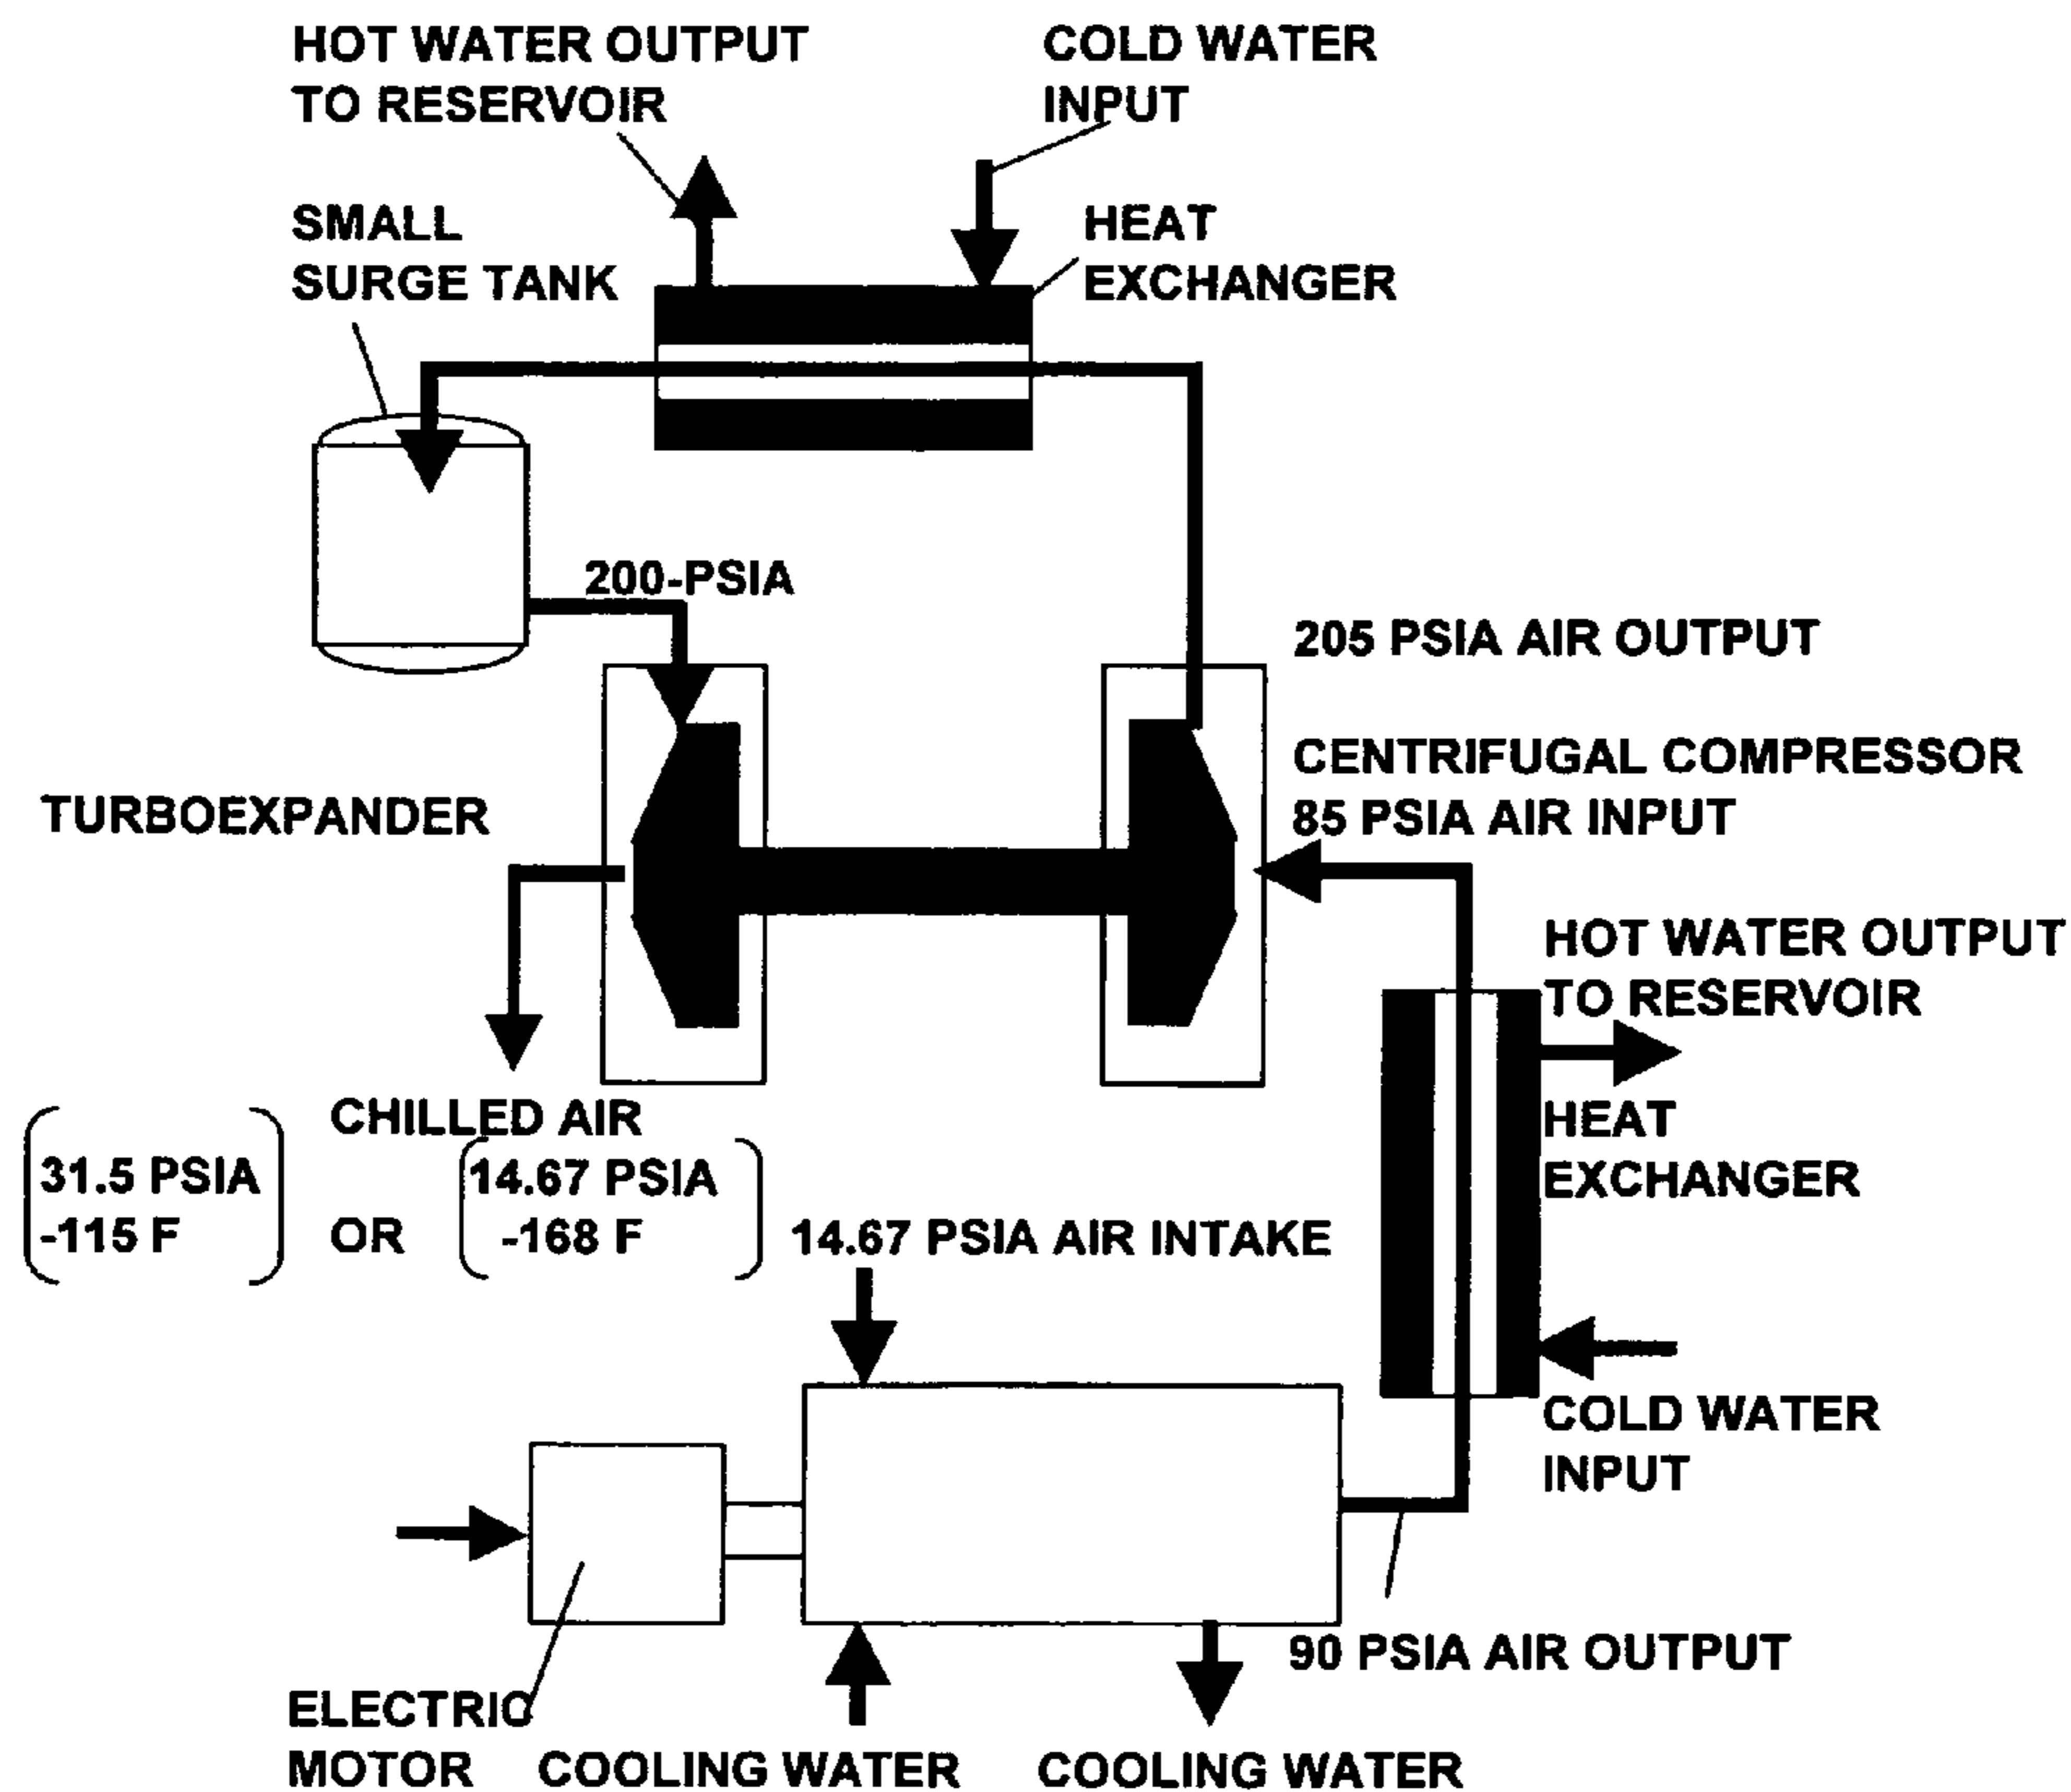 HOT WATER OUTPUT
TO RESERVOIR
COLD WATER
INPUT
SMALL
SURGE TANK
HEAT
EXCHANGER
200-PSIA
205 PSIA AIR OUTPUT
CENTRIFUGAL COMPRESSOR
85 PSIA AIR INPUT
TURBOEXPANDER
HOT WATER OUTPUT
TO RESERVOIR
HEAT
EXCHANGER
CHILLED AIR
31.5 PSIA
-115 F
OR
14.67 PSIA
-168 F
14.67 PSIA AIR INTAKE
COLD WATER
INPUT
90 PSIA AIR OUTPUT
ELECTRIC
MOTOR
COOLING WATER
COOLING WATER